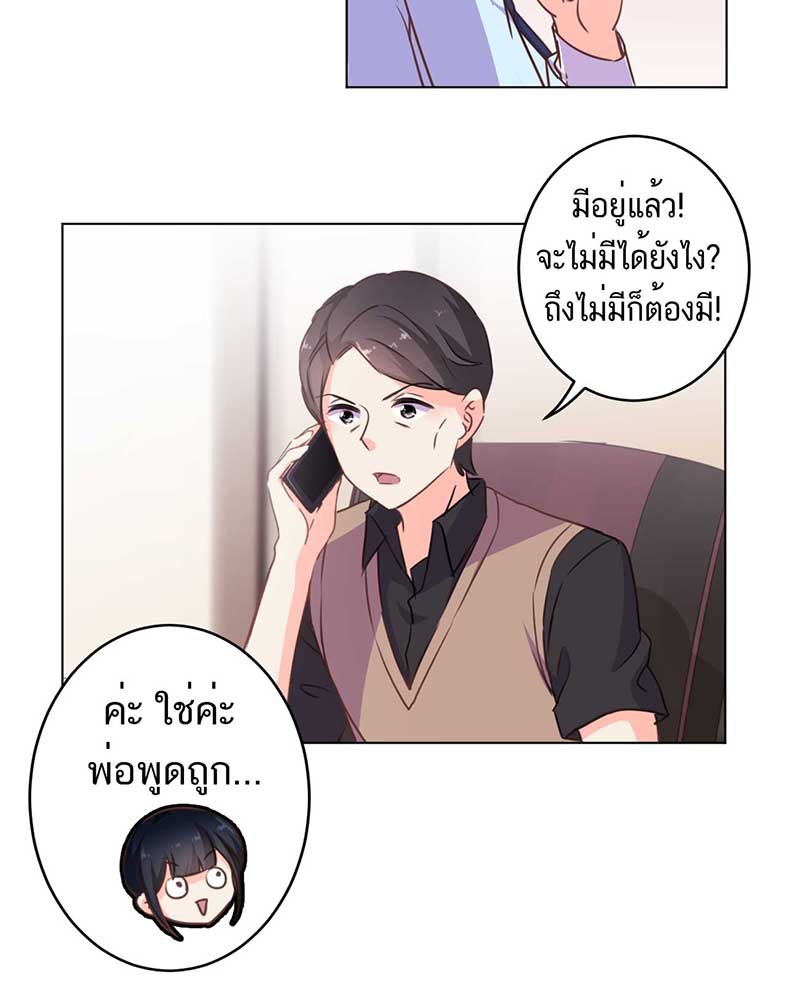 มีอยู่แล้ว!
จะไม่มีได้ยังไง?
ถึงไม่มีก็ต้องมี!
ค่ะ ใช่ค่ะ
พ่อพูดถูก...